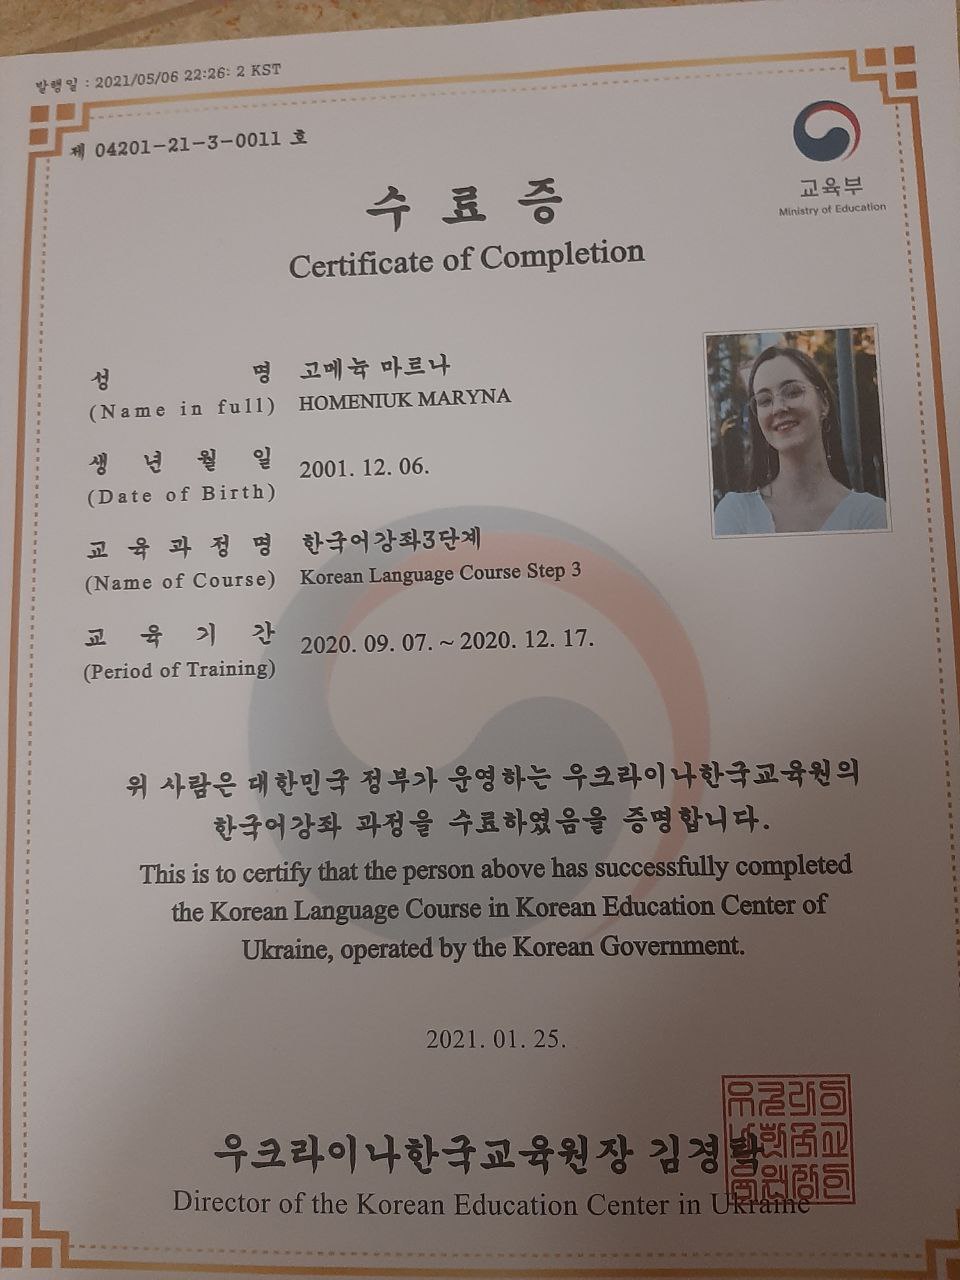 발행일 : 2021/05/06 22:26: 2 KST
제 04201-21-3-0011 호
교육부
Ministry of Education
수 료 증
Certificate of Completion
성 명 고메뉵 마르나
(Name in full) HOMENIUK MARYNA
생 년 월 일 2001. 12. 06.
(Date of Birth)
교 육 과 정 명 한국어강좌3단계
(Name of Course) Korean Language Course Step 3
교 육 기 간 2020. 09. 07. ~ 2020. 12. 17.
(Period of Training)
위 사람은 대한민국 정부가 운영하는 우크라이나한국교육원의
한국어강좌 과정을 수료하였음을 증명합니다.
This is to certify that the person above has successfully completed
the Korean Language Course in Korean Education Center of
Ukraine, operated by the Korean Government.
2021. 01. 25.
우크라이나한국교육원장
Director of the Korean Education Center in Ukraine